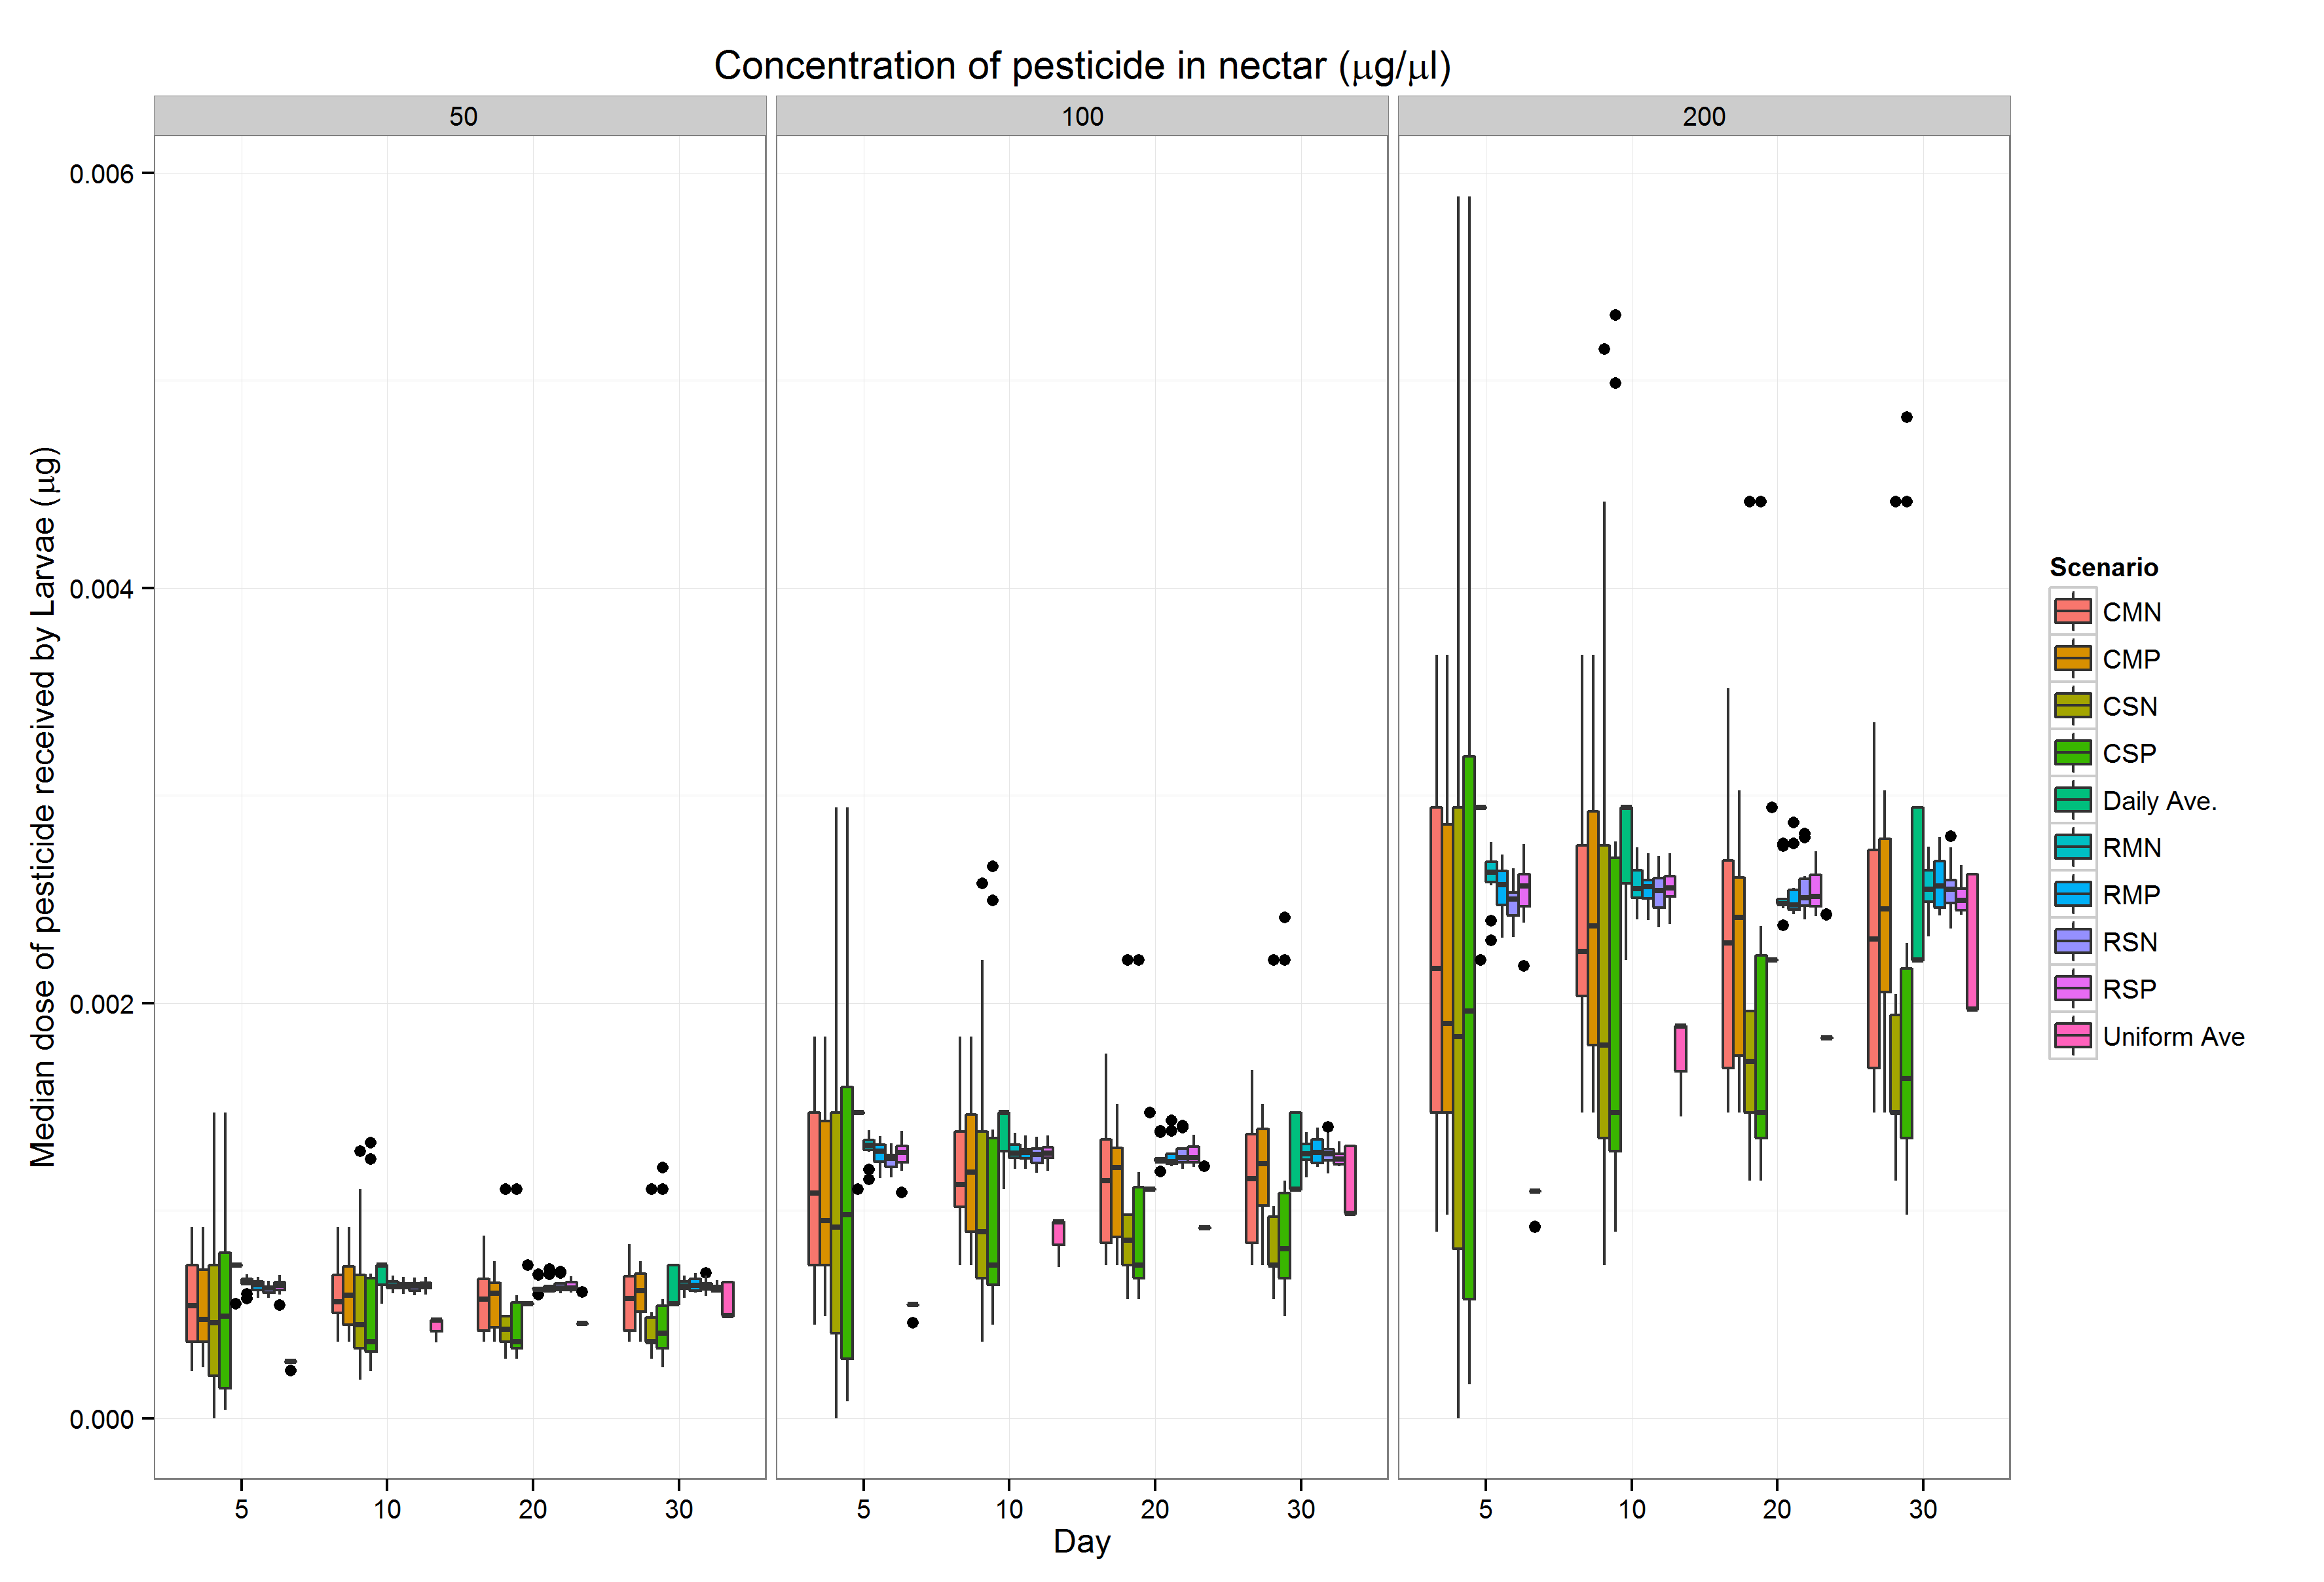 Concentration of pesticide in nectar (μg/μl)
50 100 200
0.006
0.004
0.002
0.000
Median dose of pesticide received by Larvae (μg)
5 10 20 30 5 10 20 30 5 10 20 30
Day
Scenario
CMN
CMP
CSN
CSP
Daily Ave.
RMN
RMP
RSN
RSP
Uniform Ave